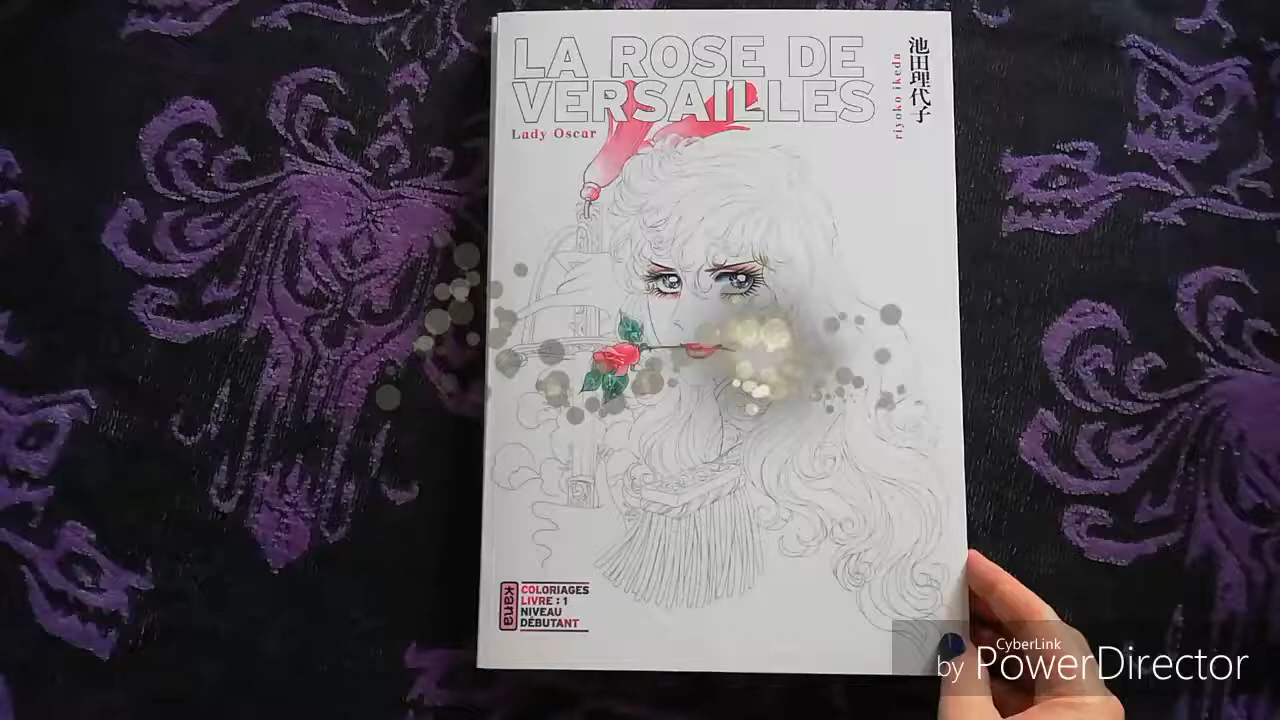 LA ROSE DE
VERSAILLES
Lady Oscar
池田理代子
riyoko ikeda
kana
COLORIAGES
LIVRE : 1
NIVEAU
DÉBUTANT
CyberLink
by PowerDirector